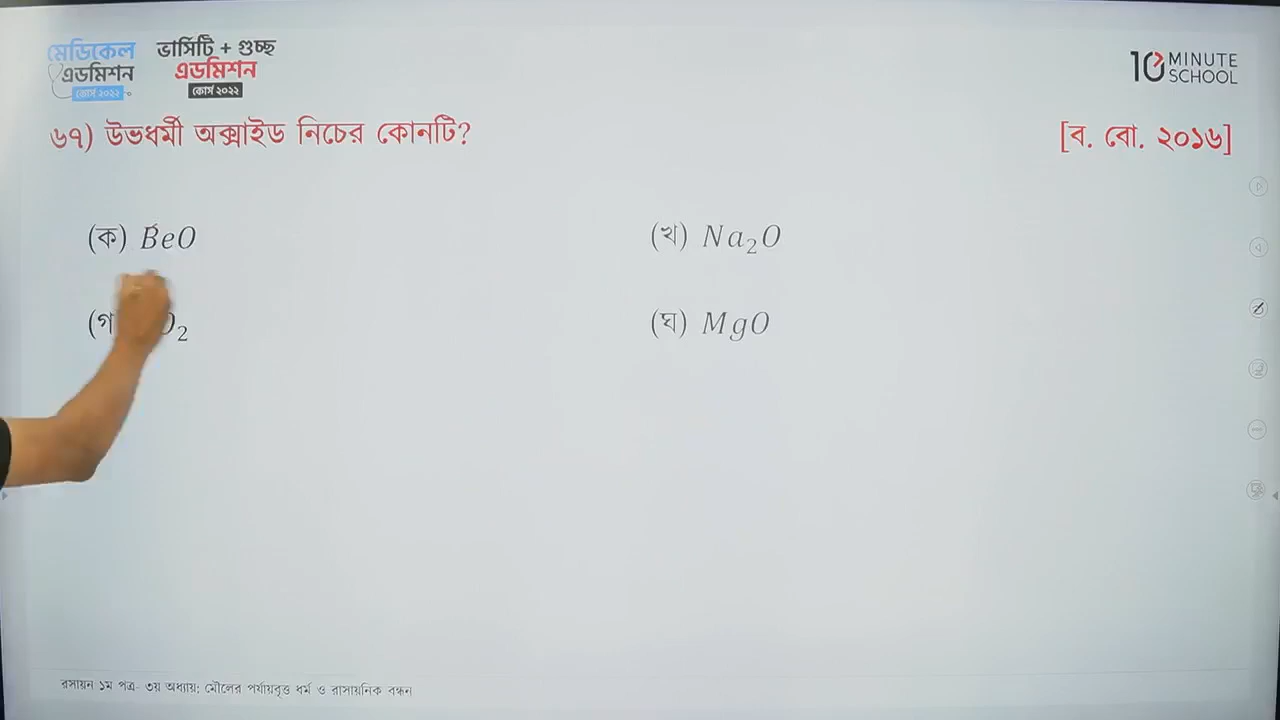 মেডিকেল
এডমিশন
কোর্স ২০২২
ভার্সিটি + গুচ্ছ
এডমিশন
কোর্স ২০২২
10 MINUTE SCHOOL
৬৭) উভধর্মী অক্সাইড নিচের কোনটি? [ব. বো. ২০১৬]
(ক) BeO (খ) Na₂O
(গ O₂ (ঘ) MgO
রসায়ন ১ম পত্র- ৩য় অধ্যায়: মৌলের পর্যায়বৃত্ত ধর্ম ও রাসায়নিক বন্ধন